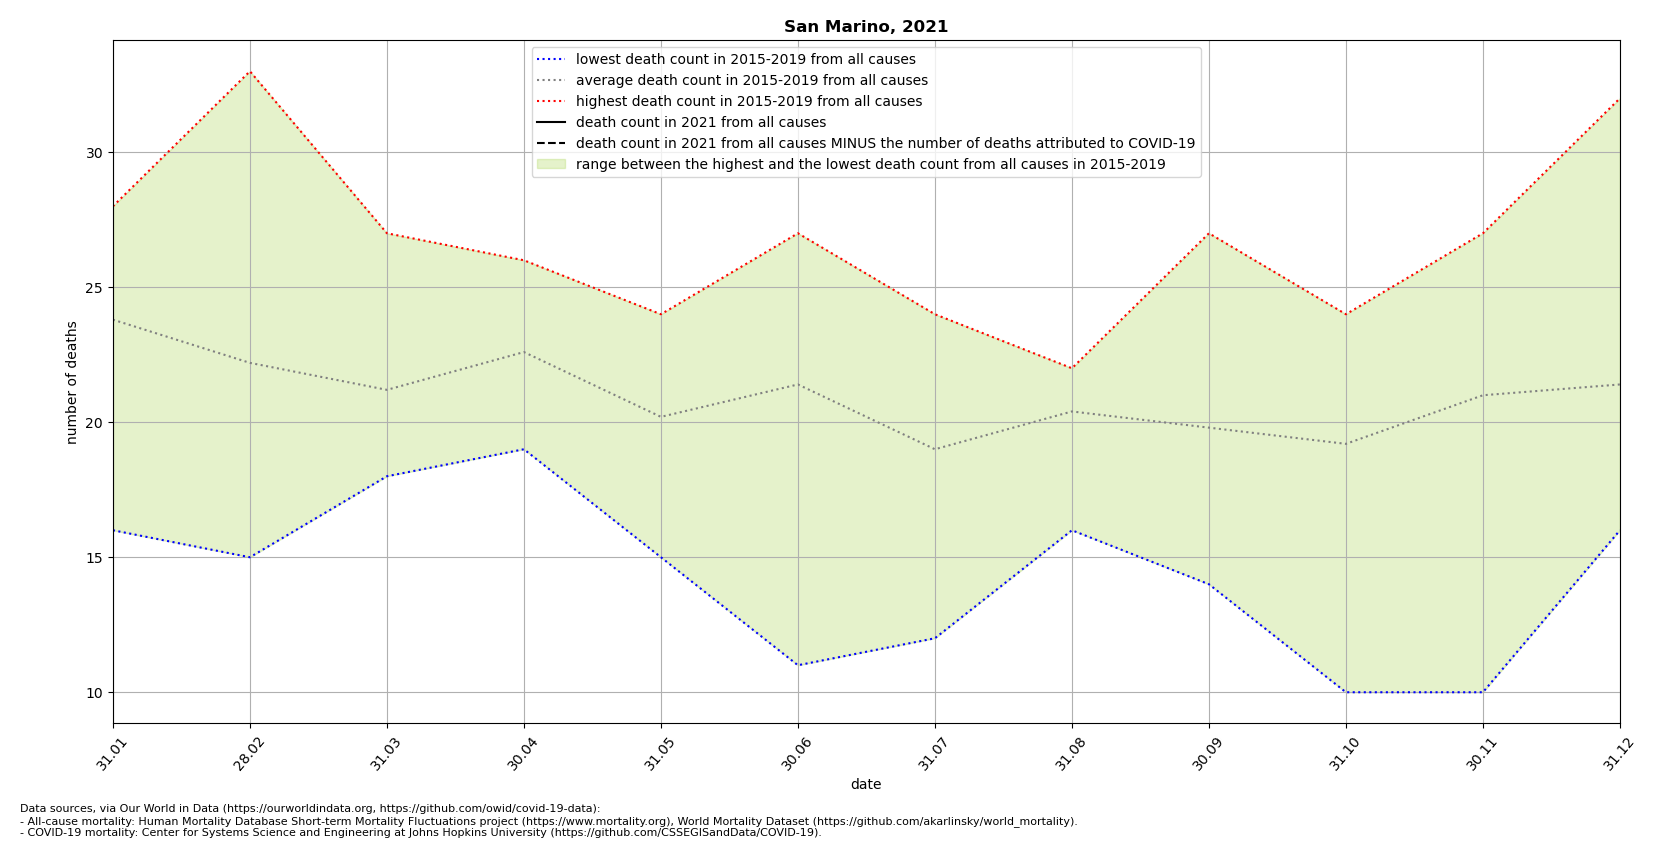 San Marino, 2021
lowest death count in 2015-2019 from all causes
average death count in 2015-2019 from all causes
highest death count in 2015-2019 from all causes
death count in 2021 from all causes
death count in 2021 from all causes MINUS the number of deaths attributed to COVID-19
range between the highest and the lowest death count from all causes in 2015-2019
number of deaths
30
25
20
15
10
31.01
28.02
31.03
30.04
31.05
30.06
31.07
31.08
30.09
31.10
30.11
31.12
date
Data sources, via Our World in Data (https://ourworldindata.org, https://github.com/owid/covid-19-data):
- All-cause mortality: Human Mortality Database Short-term Mortality Fluctuations project (https://www.mortality.org), World Mortality Dataset (https://github.com/akarlinsky/world_mortality).
- COVID-19 mortality: Center for Systems Science and Engineering at Johns Hopkins University (https://github.com/CSSEGISandData/COVID-19).